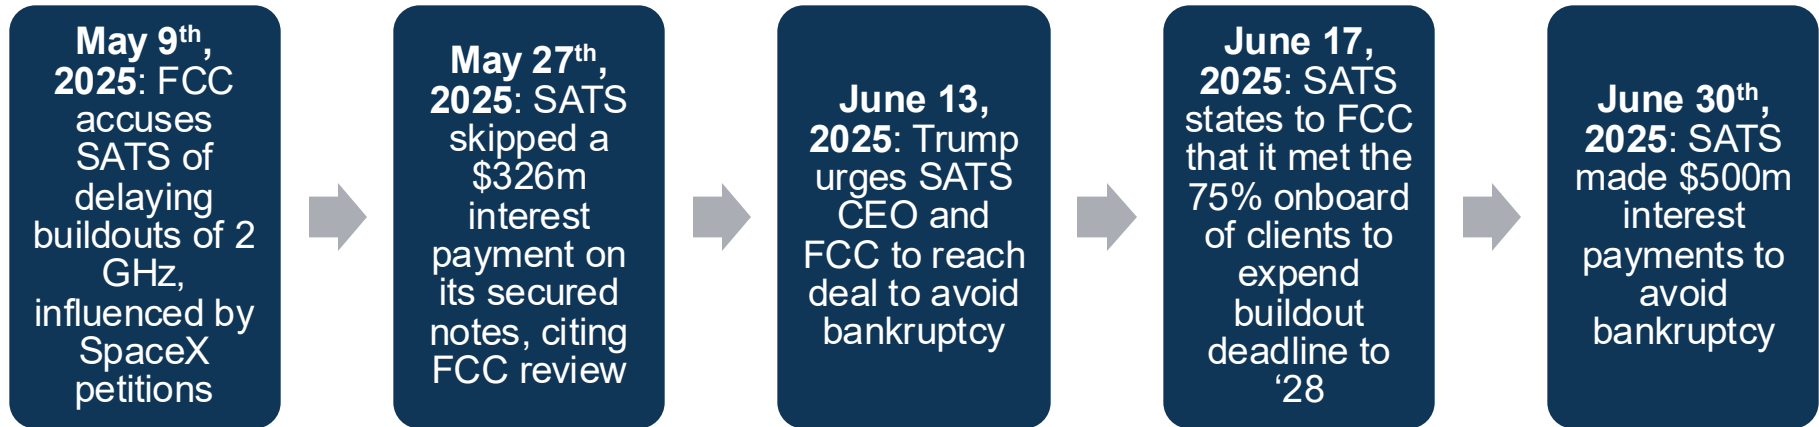 May 9th,
2025: FCC
accuses
SATS of
delaying
buildouts of 2
GHz,
influenced by
SpaceX
petitions
May 27th,
2025: SATS
skipped a
$326m
interest
payment on
its secured
notes, citing
FCC review
June 13,
2025: Trump
urges SATS
CEO and
FCC to reach
deal to avoid
bankruptcy
June 17,
2025: SATS
states to FCC
that it met the
75% onboard
of clients to
expend
buildout
deadline to
‘28
June 30th,
2025: SATS
made $500m
interest
payments to
avoid
bankruptcy